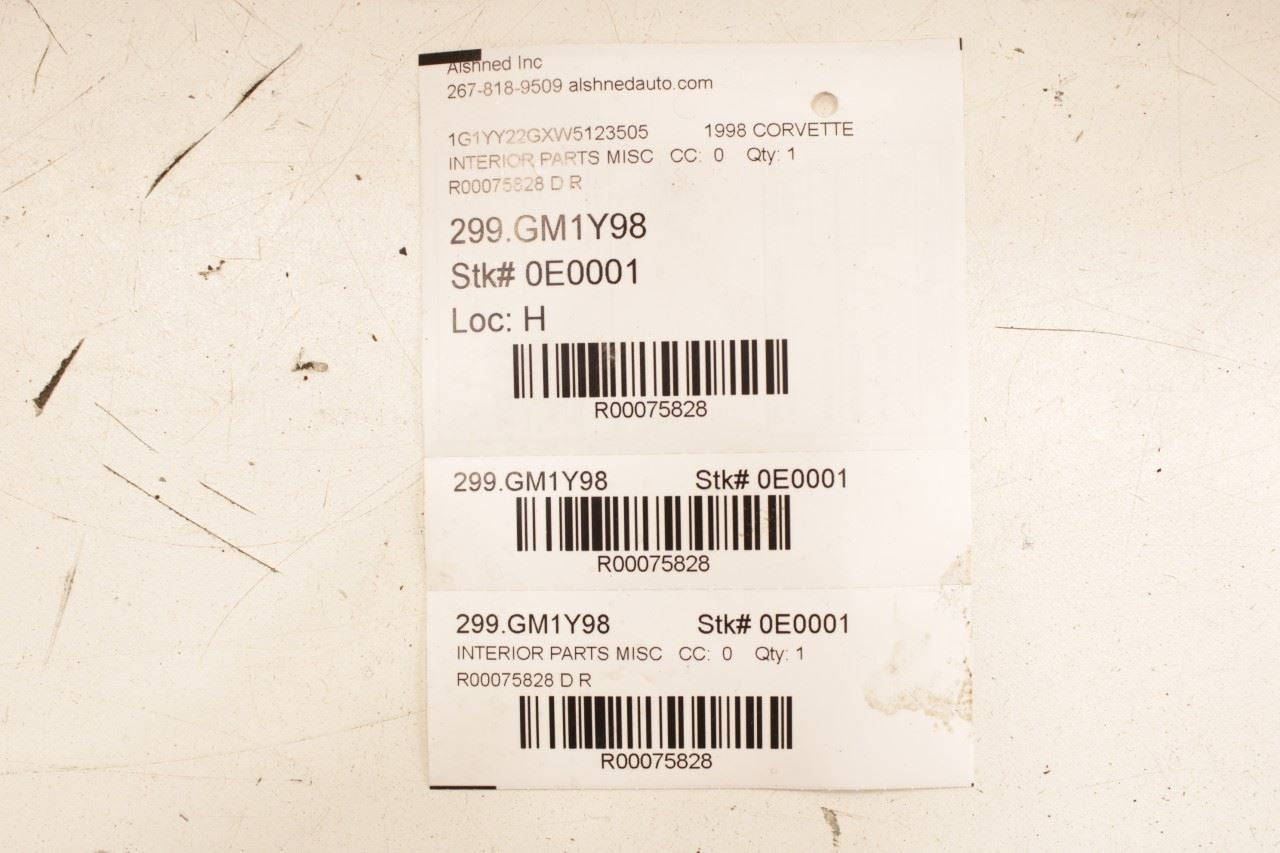 Alshned Inc
267-818-9509 alshnedauto.com
1G1YY22GXW5123505 1998 CORVETTE
INTERIOR PARTS MISC CC: 0 Qty: 1
R00075828 D R
299.GM1Y98
Stk# 0E0001
Loc: H
R00075828
299.GM1Y98 Stk# 0E0001
R00075828
299.GM1Y98 Stk# 0E0001
INTERIOR PARTS MISC CC: 0 Qty: 1
R00075828 D R
R00075828